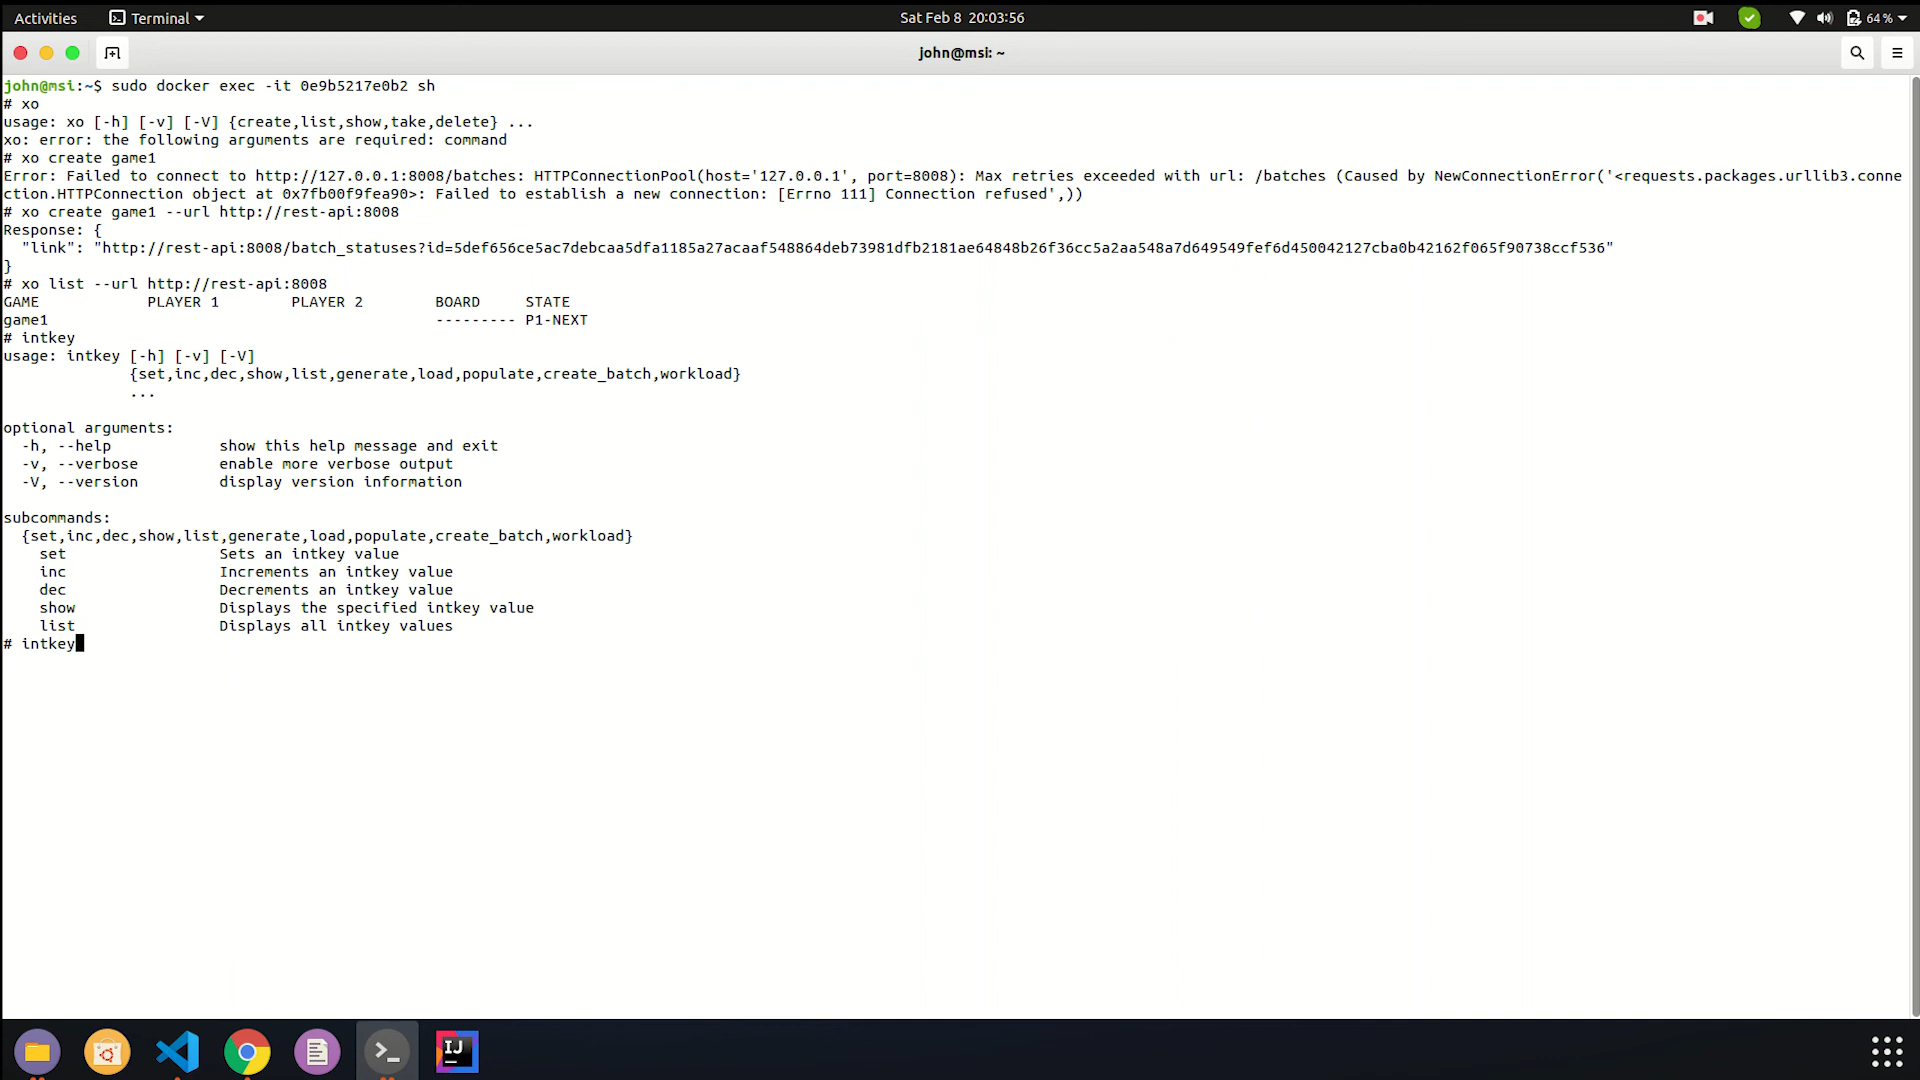 Activities Terminal Sat Feb 8 20:03:56 64 %
john@msi: ~
john@msi:~$ sudo docker exec -it 0e9b5217e0b2 sh
# xo
usage: xo [-h] [-v] [-V] {create,list,show,take,delete} ...
xo: error: the following arguments are required: command
# xo create game1
Error: Failed to connect to http://127.0.0.1:8008/batches: HTTPConnectionPool(host='127.0.0.1', port=8008): Max retries exceeded with url: /batches (Caused by NewConnectionError('<requests.packages.urllib3.conne
ction.HTTPConnection object at 0x7fb00f9fea90>: Failed to establish a new connection: [Errno 111] Connection refused',))
# xo create game1 --url http://rest-api:8008
Response: {
  "link": "http://rest-api:8008/batch_statuses?id=5def656ce5ac7debcaa5dfa1185a27acaaf548864deb73981dfb2181ae64848b26f36cc5a2aa548a7d649549fef6d450042127cba0b42162f065f90738ccf536"
}
# xo list --url http://rest-api:8008
GAME            PLAYER 1        PLAYER 2        BOARD     STATE
game1                                           --------- P1-NEXT
# intkey
usage: intkey [-h] [-v] [-V]
              {set,inc,dec,show,list,generate,load,populate,create_batch,workload}
              ...
optional arguments:
  -h, --help            show this help message and exit
  -v, --verbose         enable more verbose output
  -V, --version         display version information
subcommands:
  {set,inc,dec,show,list,generate,load,populate,create_batch,workload}
    set                 Sets an intkey value
    inc                 Increments an intkey value
    dec                 Decrements an intkey value
    show                Displays the specified intkey value
    list                Displays all intkey values
# intkey
IJ